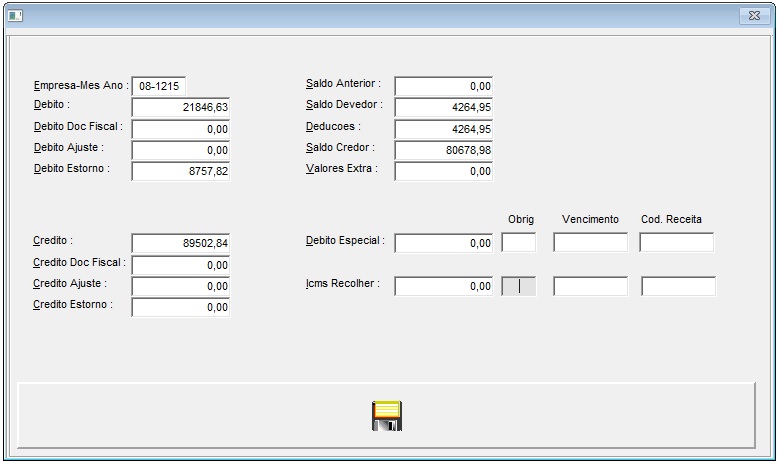 Empresa-Mes Ano : 08-1215
Debito : 21846,63
Debito Doc Fiscal : 0,00
Debito Ajuste : 0,00
Debito Estorno : 8757,82
Saldo Anterior : 0,00
Saldo Devedor : 4264,95
Deducoes : 4264,95
Saldo Credor : 80678,98
Valores Extra : 0,00
Obrig Vencimento Cod. Receita
Credito : 89502,84
Credito Doc Fiscal : 0,00
Credito Ajuste : 0,00
Credito Estorno : 0,00
Debito Especial : 0,00
Icms Recolher : 0,00